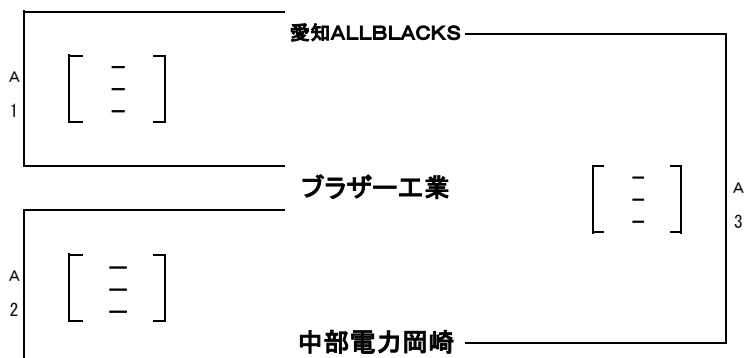 愛知ALLBLACKS
A
1
[ － － － ]
ブラザー工業
[ － － － ]
A
3
A
2
[ － － － ]
中部電力岡崎